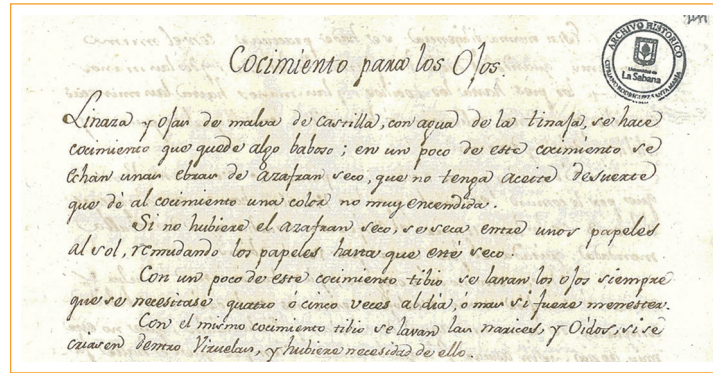 Cocimiento para los Ojos.
ARCHIVO HISTORICO
Universidad de
La Sabana
Linaza y ojas de malva de Castilla, con agua de la tinaja, se hace
cocimiento que quede algo baboso; en un poco de este cocimiento se
echan unas ebras de azafran seco, que no tenga aceite desuerte
que dè al cocimiento una color no muy encendida.
Si no hubiere el azafran seco, se seca entre unos papeles
al sol, remudando los papeles hasta que estè seco.
Con un poco de este cocimiento tibio se lavan los ojos siempre
que se necesitase quatro o cinco veces al dia, ò mas si fuere menester.
Con el mismo cocimiento tibio se lavan las narices, y Oidos, si se
criasen dentro Viruelas, y hubiere necesidad de ello.